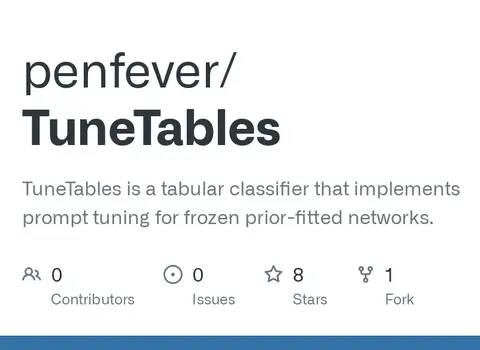 penfever/
TuneTables
TuneTables is a tabular classifier that implements
prompt tuning for frozen prior-fitted networks.
0 0 8 1
Contributors Issues Stars Fork